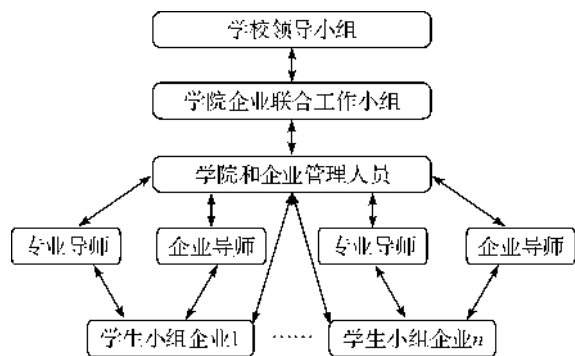 学校领导小组
学院企业联合工作小组
学院和企业管理人员
专业导师 企业导师 专业导师 企业导师
学生小组企业1 …… 学生小组企业n